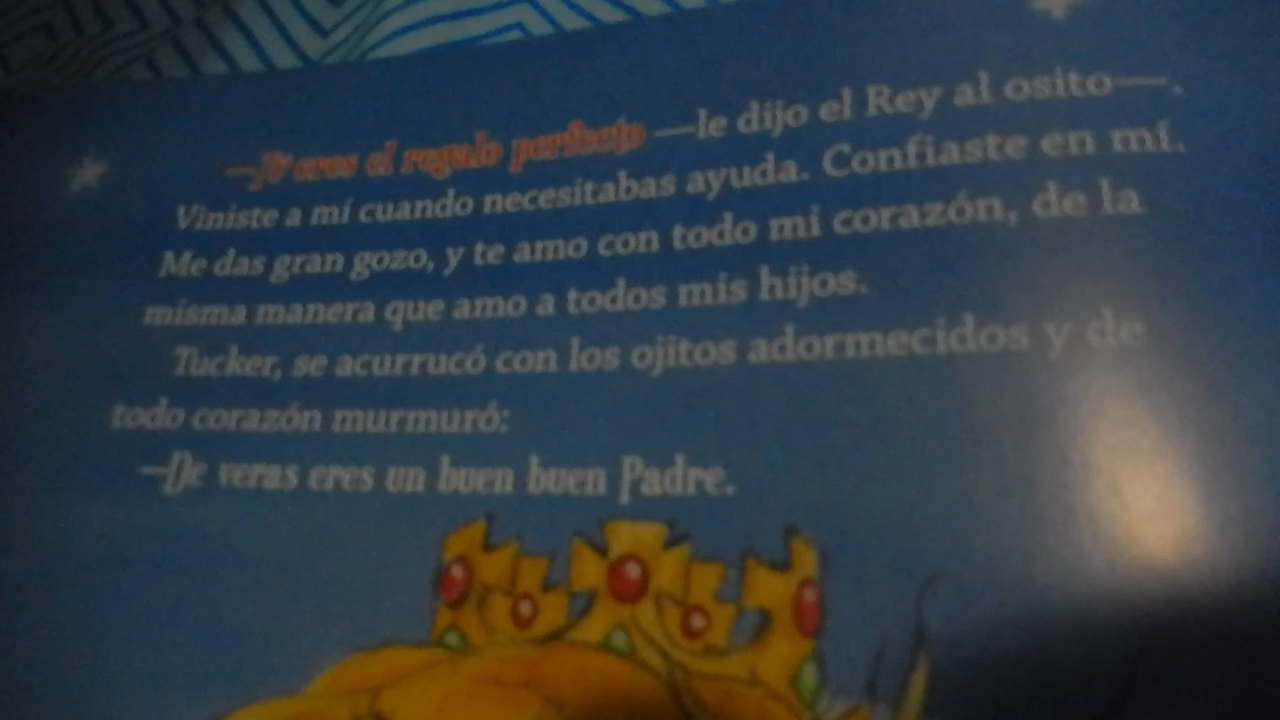 —Tú eres el regalo perfecto —le dijo el Rey al osito—.
Viniste a mí cuando necesitabas ayuda. Confiaste en mí.
Me das gran gozo, y te amo con todo mi corazón, de la
misma manera que amo a todos mis hijos.
Tucker, se acurrucó con los ojitos adormecidos y de
todo corazón murmuró:
—De veras eres un buen buen Padre.